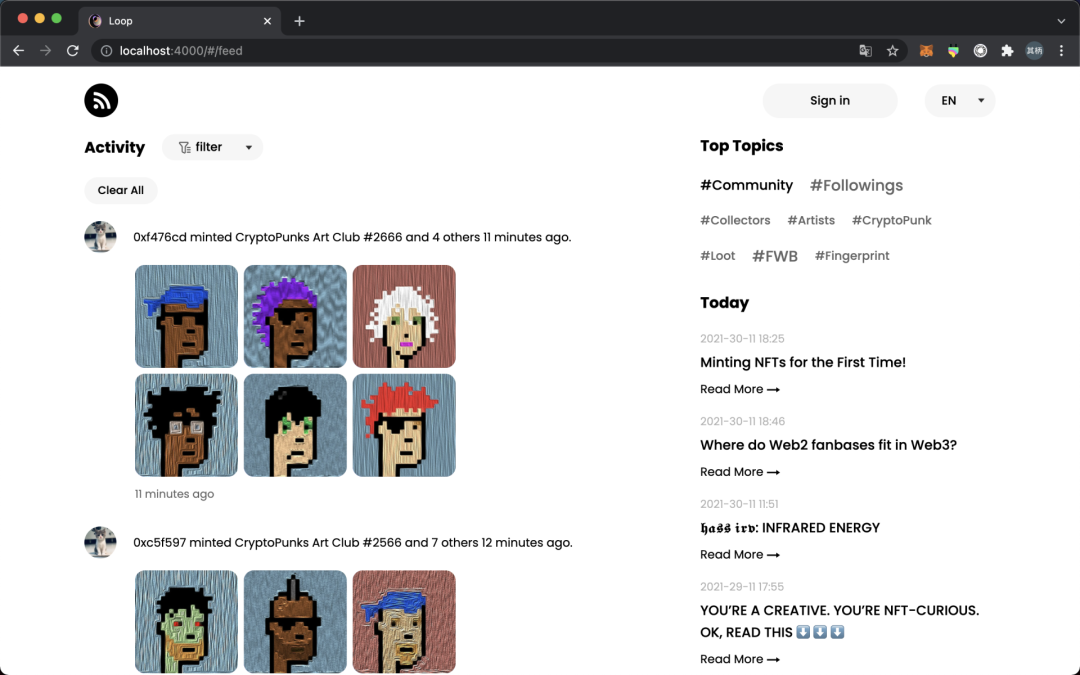 Loop
localhost:4000/#/feed
其柄
Sign in
EN
Activity
filter
Clear All
0xf476cd minted CryptoPunks Art Club #2666 and 4 others 11 minutes ago.
11 minutes ago
0xc5f597 minted CryptoPunks Art Club #2566 and 7 others 12 minutes ago.
Top Topics
#Community #Followings
#Collectors #Artists #CryptoPunk
#Loot #FWB #Fingerprint
Today
2021-30-11 18:25
Minting NFTs for the First Time!
Read More →
2021-30-11 18:46
Where do Web2 fanbases fit in Web3?
Read More →
2021-30-11 11:51
𝖍𝖆𝖘𝖘 𝖎𝖗𝖛: INFRARED ENERGY
Read More →
2021-29-11 17:55
YOU’RE A CREATIVE. YOU’RE NFT-CURIOUS.
OK, READ THIS ⬇️⬇️⬇️
Read More →